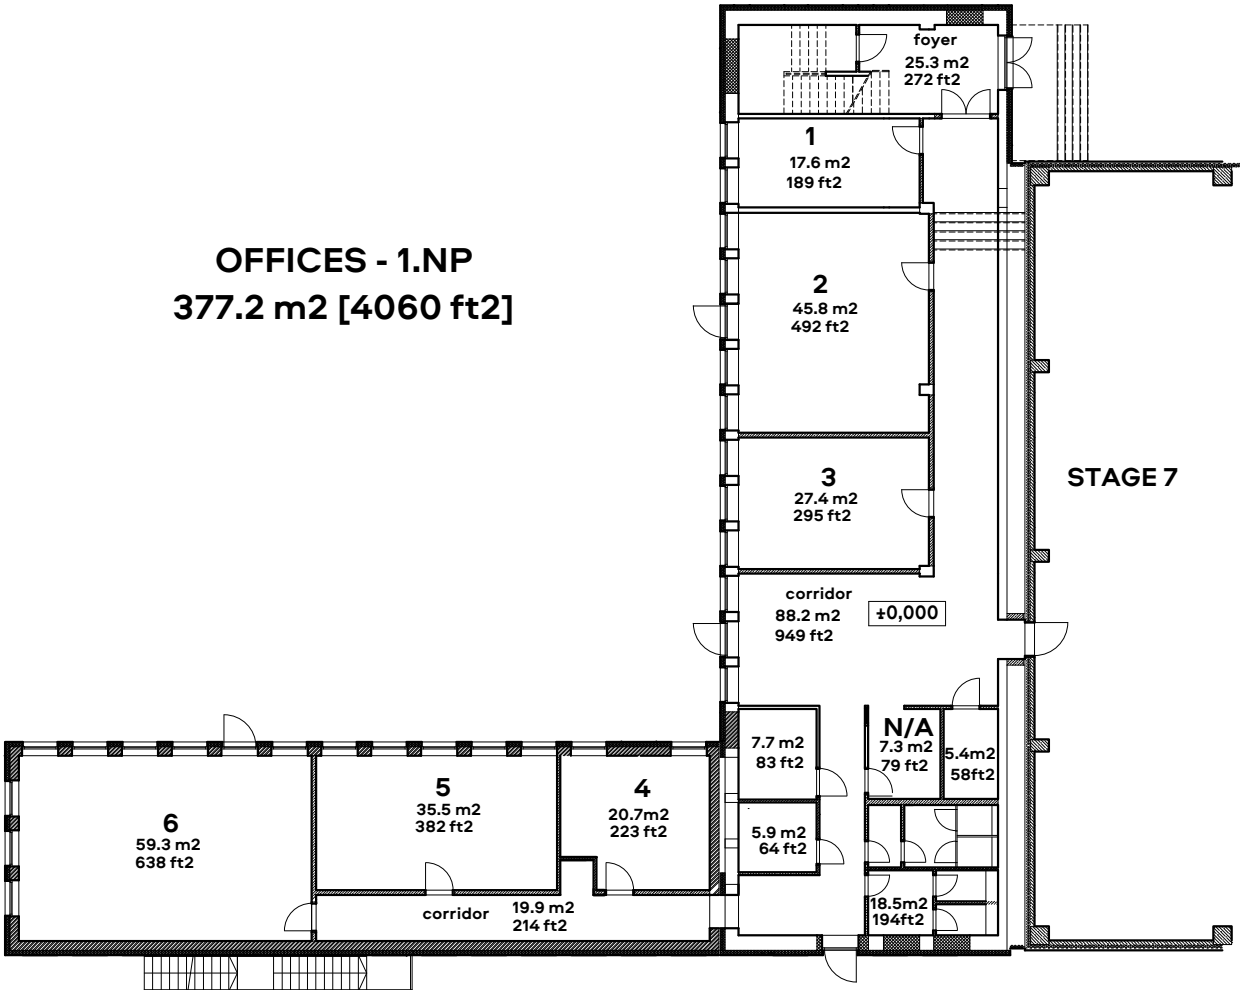 foyer
25.3 m2
272 ft2
1
17.6 m2
189 ft2
OFFICES - 1.NP
377.2 m2 [4060 ft2]
2
45.8 m2
492 ft2
3
27.4 m2
295 ft2
STAGE 7
corridor
88.2 m2
949 ft2
±0,000
N/A
7.3 m2
79 ft2
7.7 m2
83 ft2
5.4m2
58ft2
5
35.5 m2
382 ft2
4
20.7m2
223 ft2
6
59.3 m2
638 ft2
5.9 m2
64 ft2
corridor
19.9 m2
214 ft2
18.5m2
194ft2